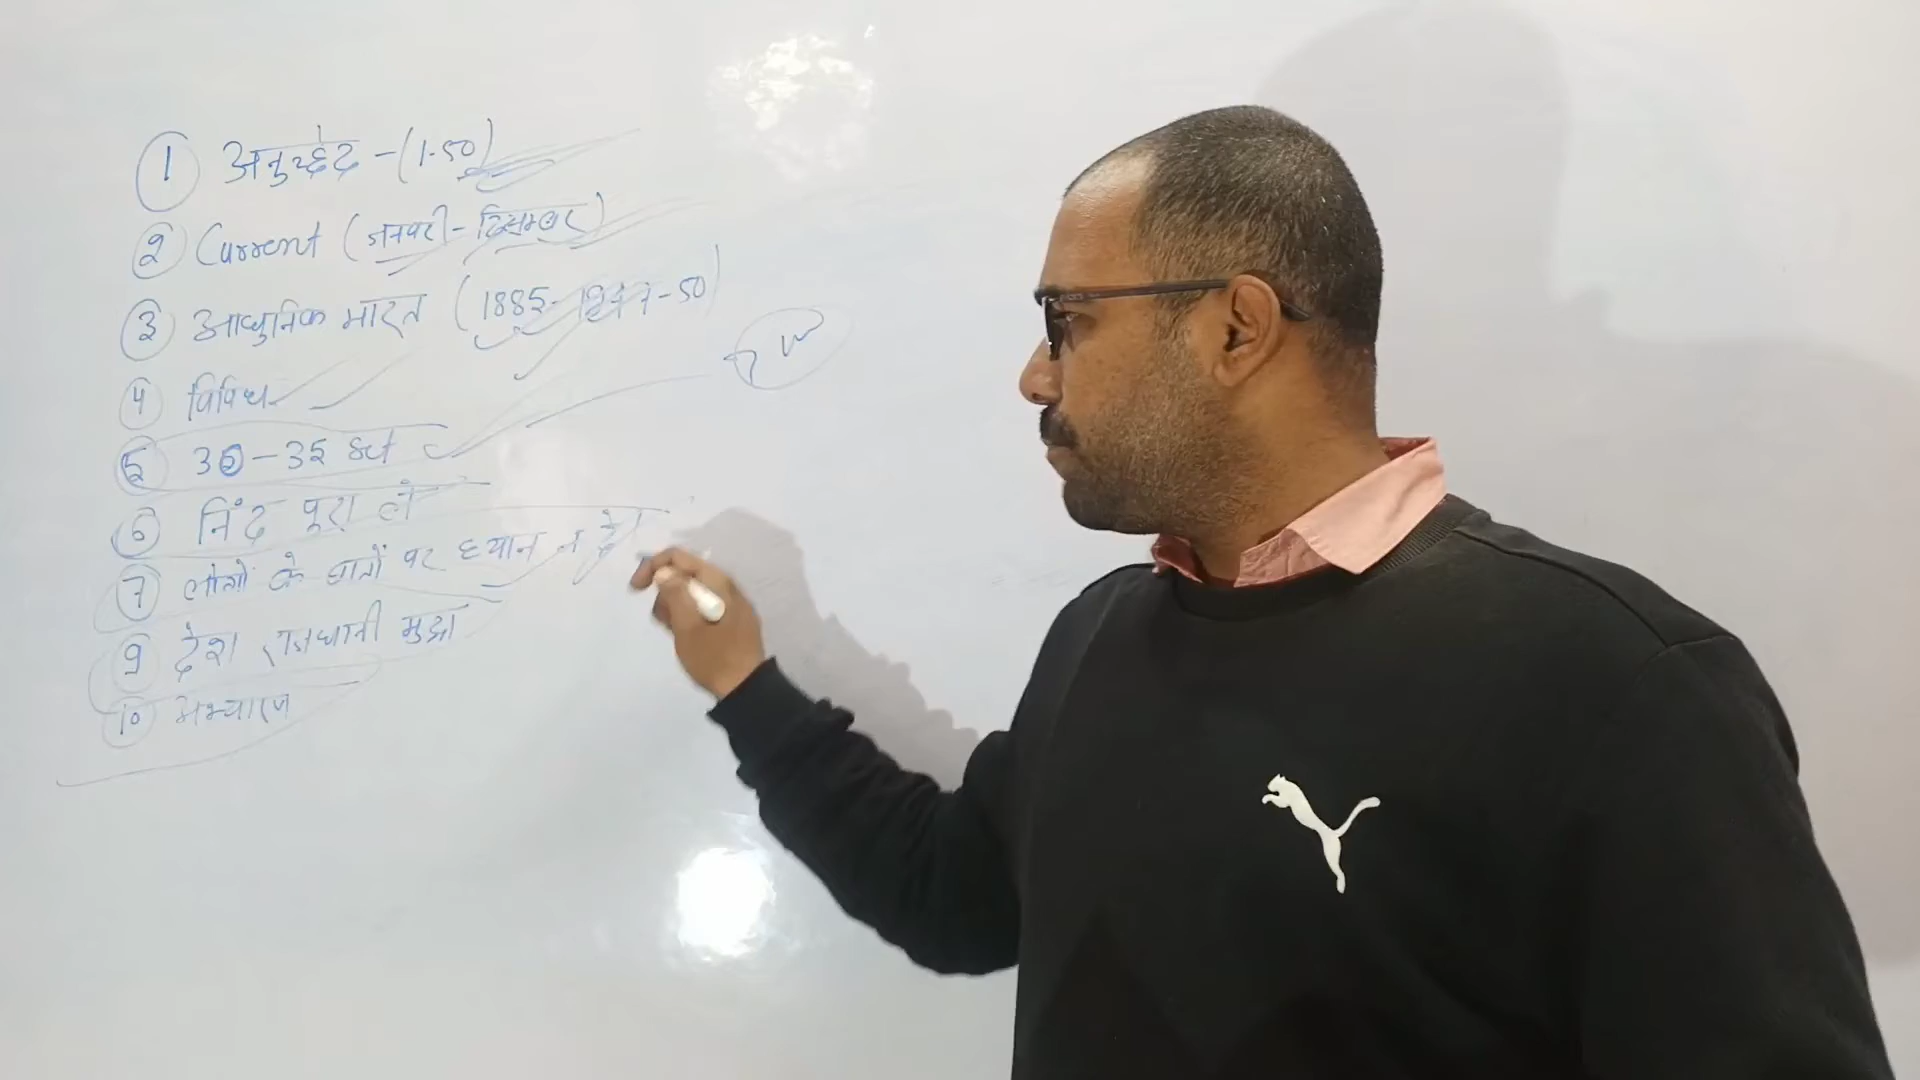 1 अनुच्छेद - (1-50)
2 Current (जनवरी - दिसम्बर)
3 आधुनिक भारत (1885 - 1947 - 50)
4 विविध
5 30 - 35 Set
6 निंद पूरा ले
7 लोगों के बातों पर ध्यान न दे
9 देश राजधानी मुद्रा
10